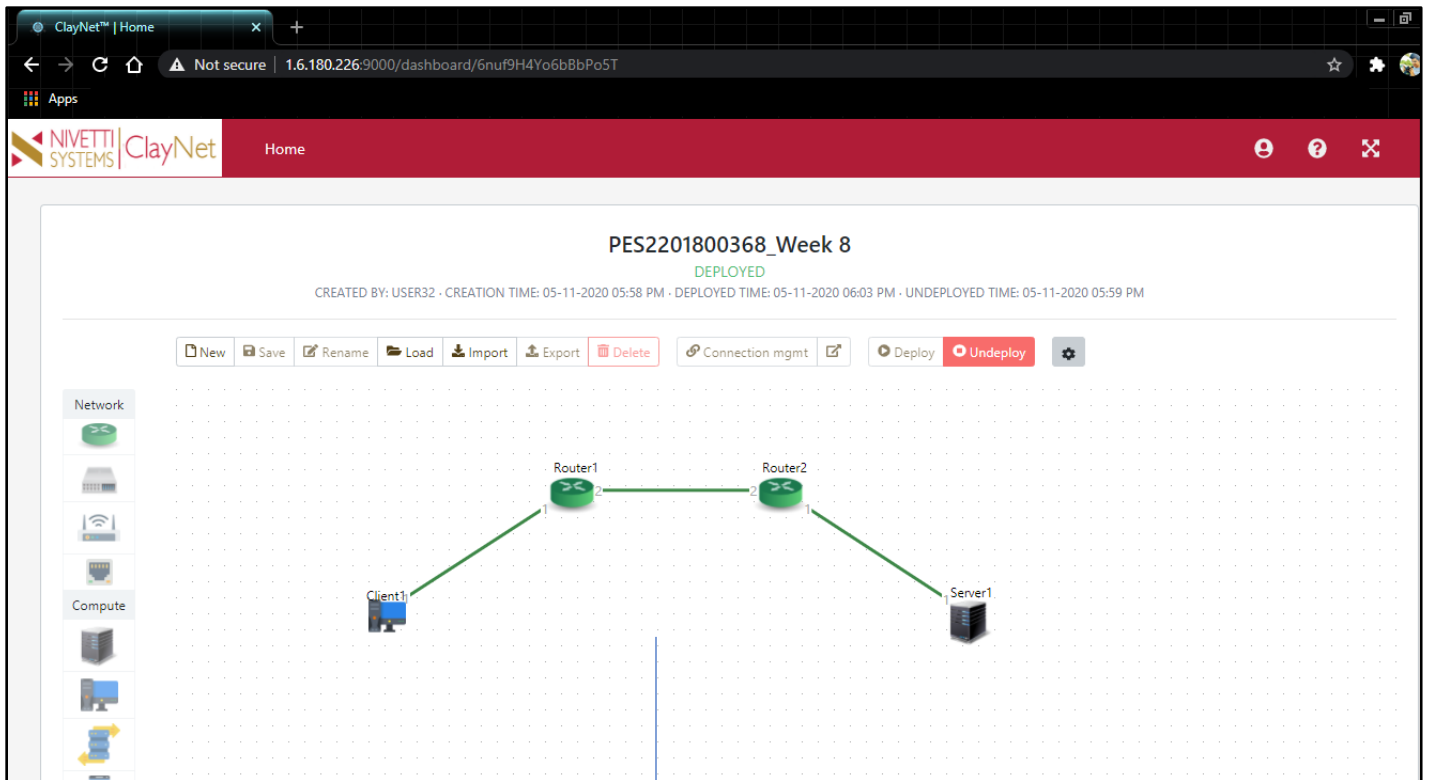 ClayNet™ | Home
Not secure | 1.6.180.226:9000/dashboard/6nuf9H4Yo6bBbPo5T
Apps
NIVETTI SYSTEMS | ClayNet Home
PES2201800368_Week 8
DEPLOYED
CREATED BY: USER32 · CREATION TIME: 05-11-2020 05:58 PM · DEPLOYED TIME: 05-11-2020 06:03 PM · UNDEPLOYED TIME: 05-11-2020 05:59 PM
New Save Rename Load Import Export Delete Connection mgmt Deploy Undeploy
Network
Router1 Router2
2 2
1 1
Compute
Client1 1 1 Server1